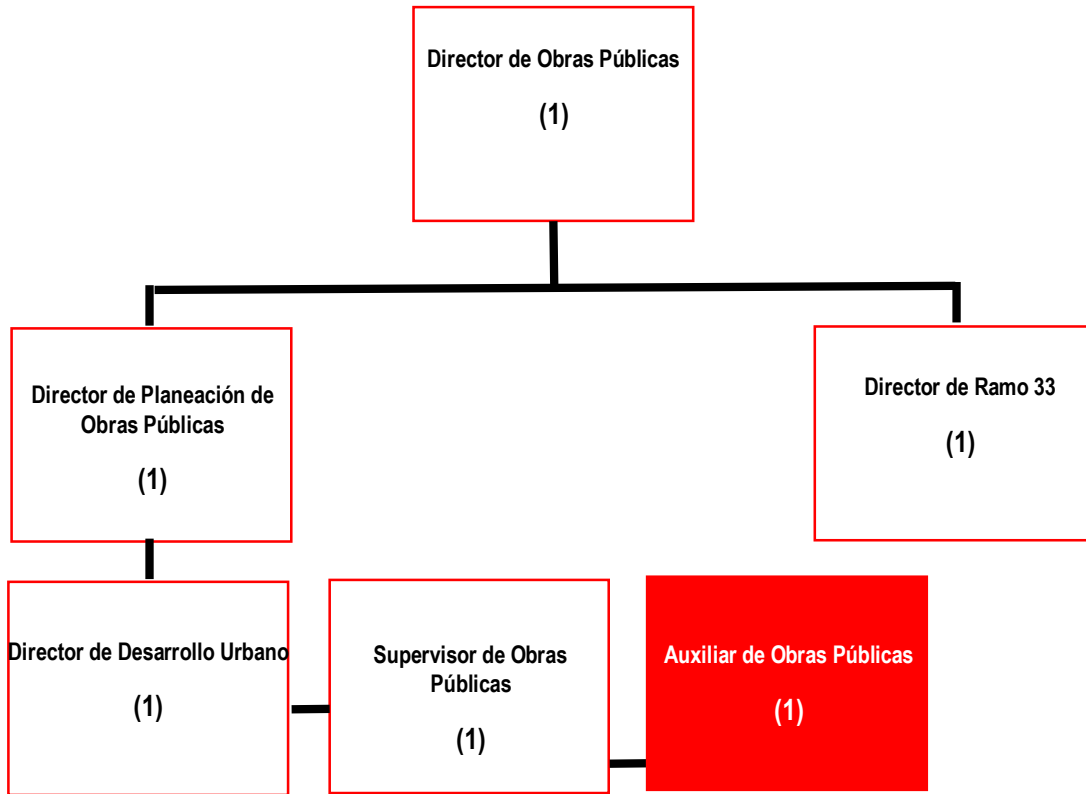 Director de Obras Públicas
(1)
Director de Planeación de
Obras Públicas
(1)
Director de Ramo 33
(1)
Director de Desarrollo Urbano
(1)
Supervisor de Obras
Públicas
(1)
Auxiliar de Obras Públicas
(1)